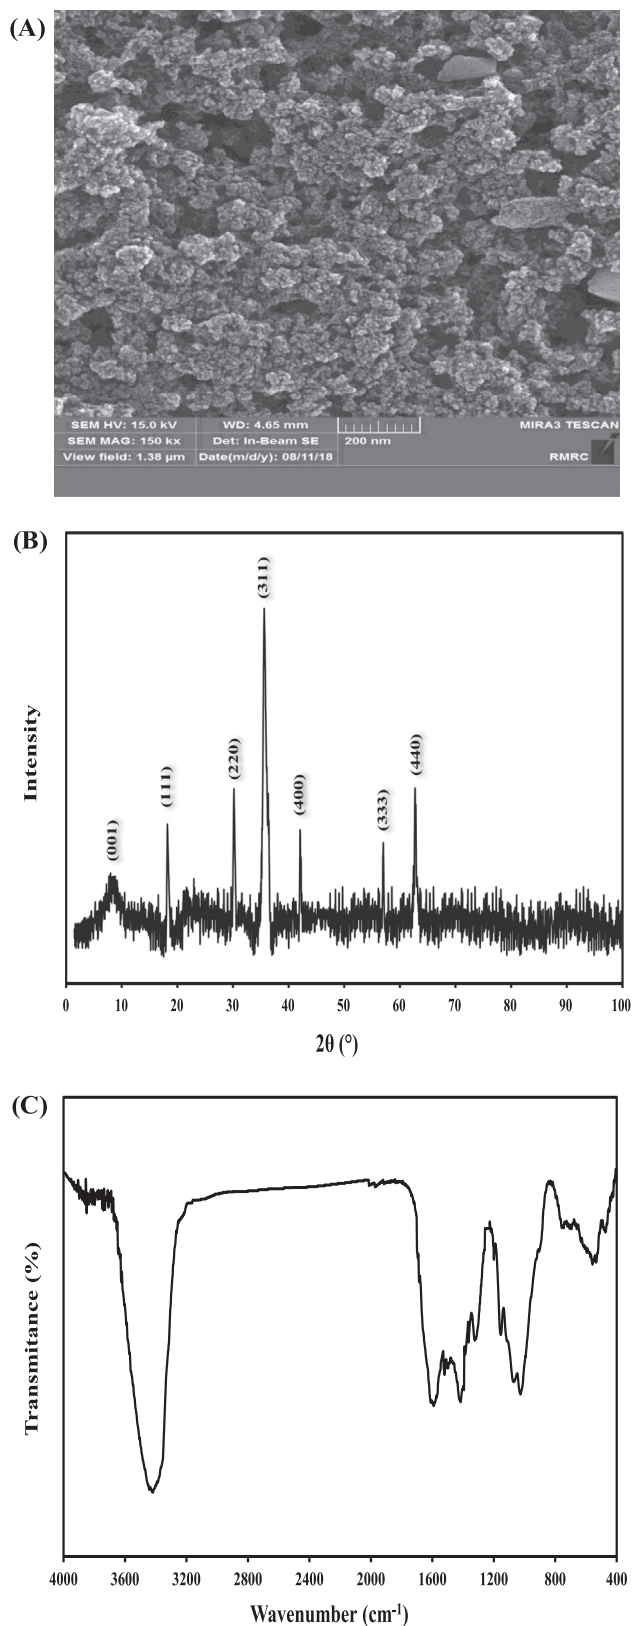 (A)
SEM HV: 15.0 kV WD: 4.65 mm MIRA3 TESCAN
SEM MAG: 150 kx Det: In-Beam SE 200 nm
View field: 1.38 µm Date(m/d/y): 08/11/18 RMRC
(B)
Intensity
(001)
(111)
(220)
(311)
(400)
(333)
(440)
0 10 20 30 40 50 60 70 80 90 100
2θ (°)
(C)
Transmitance (%)
4000 3600 3200 2800 2400 2000 1600 1200 800 400
Wavenumber (cm-1)